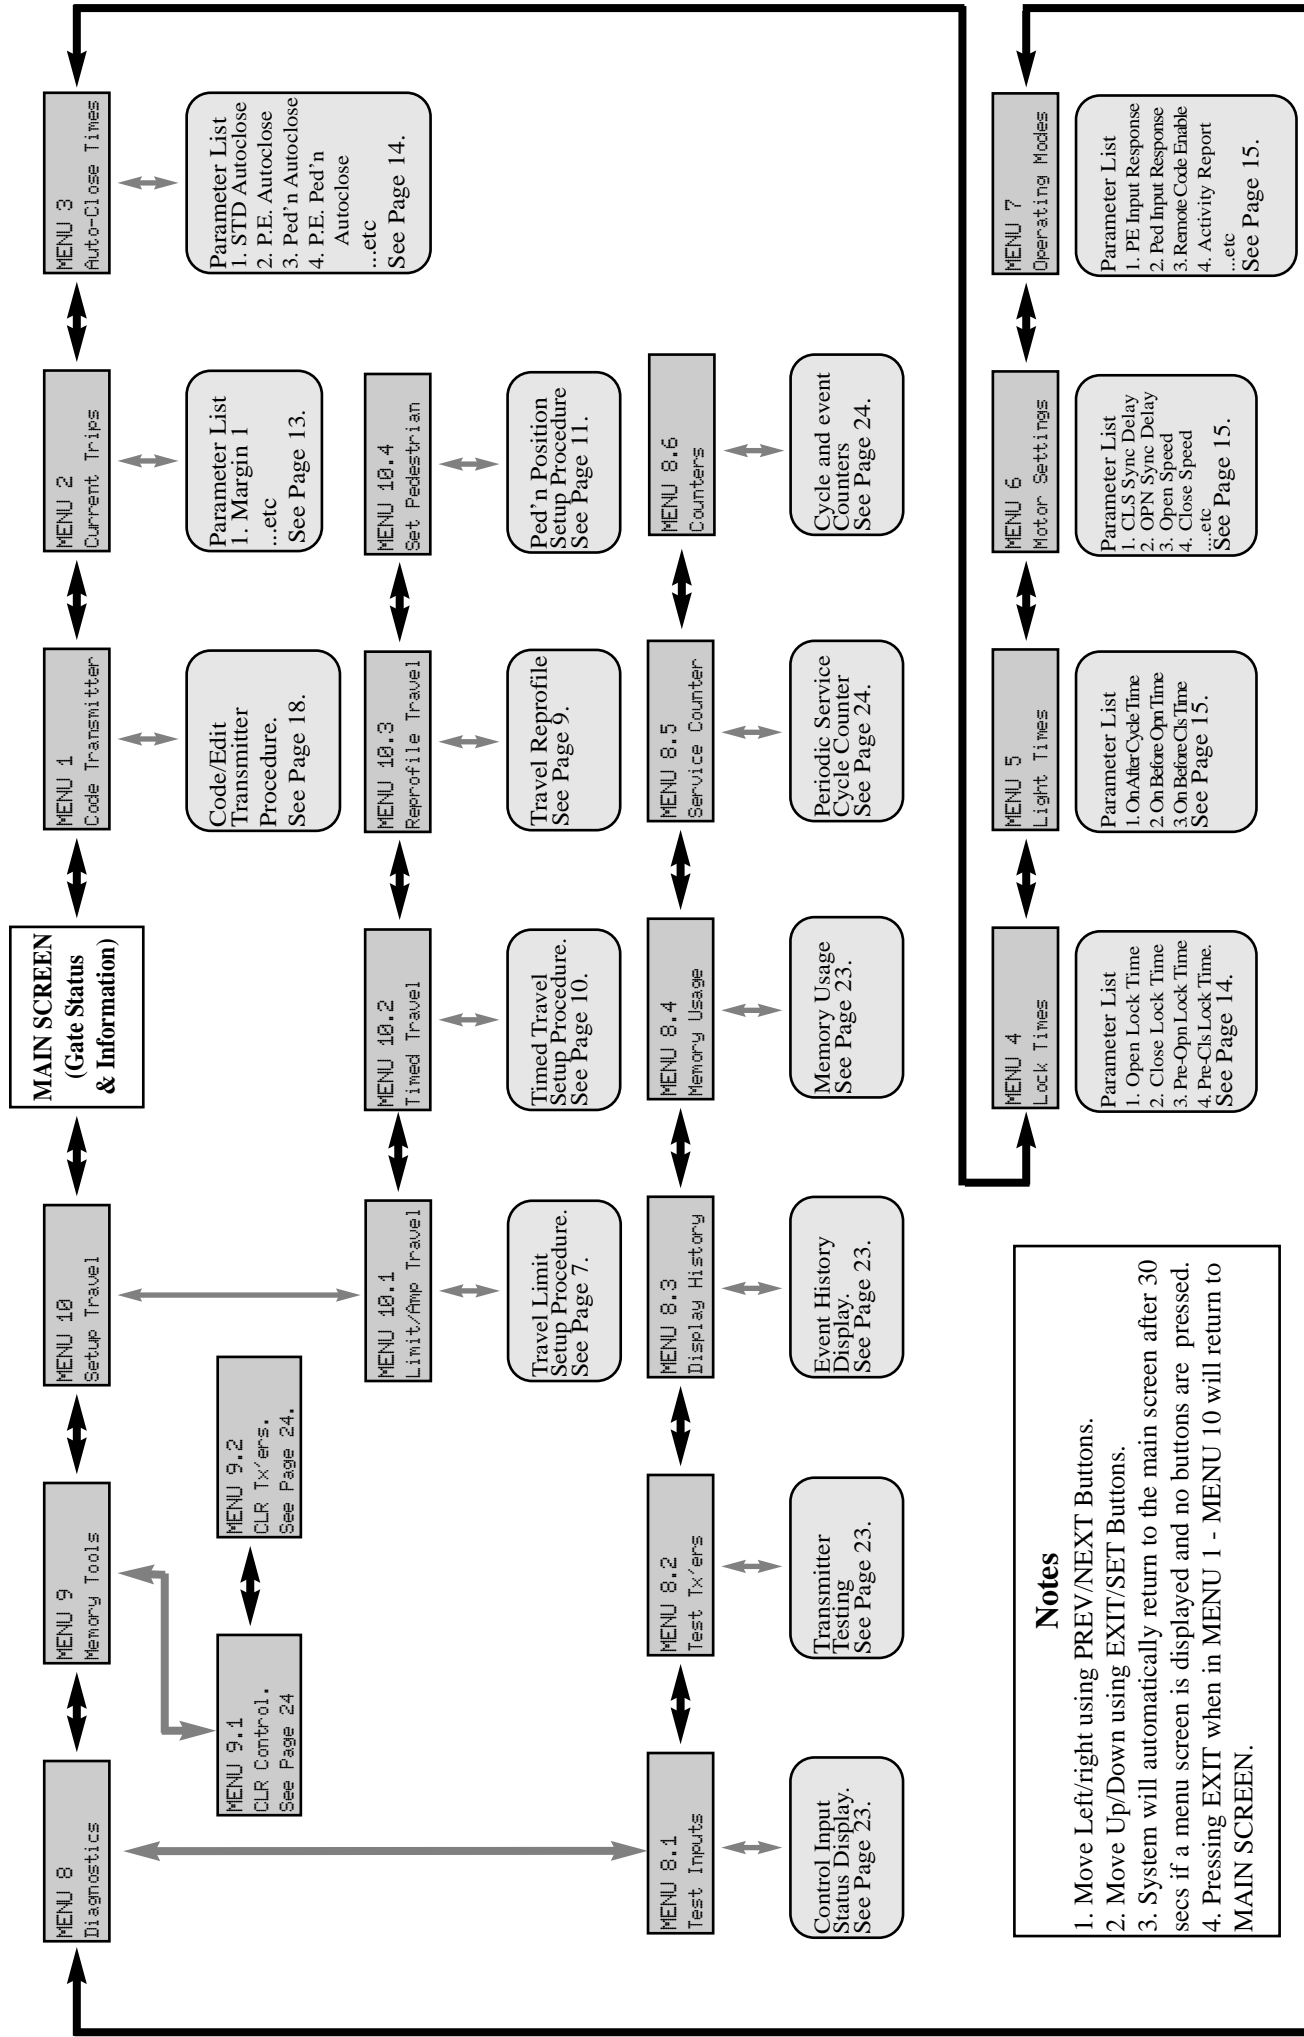 MENU 8
Diagnostics
MENU 9
Memory Tools
MENU 10
Setup Travel
MAIN SCREEN
(Gate Status
& Information)
MENU 1
Code Transmitter
MENU 2
Current Trips
MENU 3
Auto-Close Times
MENU 9.1
CLR Control.
See Page 24
MENU 9.2
CLR Tx'ers.
See Page 24.
Code/Edit
Transmitter
Procedure.
See Page 18.
Parameter List
1. Margin 1
...etc
See Page 13.
Parameter List
1. STD Autoclose
2. P.E. Autoclose
3. Ped'n Autoclose
4. P.E. Ped'n
Autoclose
...etc
See Page 14.
MENU 10.1
Limit/Amp Travel
MENU 10.2
Timed Travel
MENU 10.3
Reprofile Travel
MENU 10.4
Set Pedestrian
Travel Limit
Setup Procedure.
See Page 7.
Timed Travel
Setup Procedure.
See Page 10.
Travel Reprofile
See Page 9.
Ped'n Position
Setup Procedure
See Page 11.
MENU 8.1
Test Inputs
MENU 8.2
Test Tx'ers
MENU 8.3
Display History
MENU 8.4
Memory Usage
MENU 8.5
Service Counter
MENU 8.6
Counters
Control Input
Status Display.
See Page 23.
Transmitter
Testing
See Page 23.
Event History
Display.
See Page 23.
Memory Usage
See Page 23.
Periodic Service
Cycle Counter
See Page 24.
Cycle and event
Counters
See Page 24.
MENU 4
Lock Times
MENU 5
Light Times
MENU 6
Motor Settings
MENU 7
Operating Modes
Parameter List
1. Open Lock Time
2. Close Lock Time
3. Pre-Opn Lock Time
4. Pre-Cls Lock Time.
See Page 14.
Parameter List
1. On After Cycle Time
2. On Before Opn Time
3. On Before Cls Time
See Page 15.
Parameter List
1. CLS Sync Delay
2. OPN Sync Delay
3. Open Speed
4. Close Speed
...etc
See Page 15.
Parameter List
1. PE Input Response
2. Ped Input Response
3. Remote Code Enable
4. Activity Report
...etc
See Page 15.
Notes
1. Move Left/right using PREV/NEXT Buttons.
2. Move Up/Down using EXIT/SET Buttons.
3. System will automatically return to the main screen after 30
secs if a menu screen is displayed and no buttons are pressed.
4. Pressing EXIT when in MENU 1 - MENU 10 will return to
MAIN SCREEN.